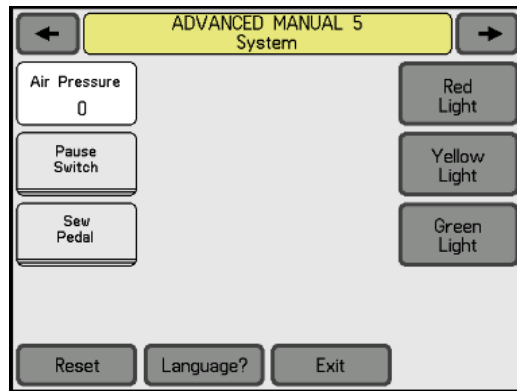 ADVANCED MANUAL 5
System
Air Pressure
0
Pause
Switch
Sew
Pedal
Red
Light
Yellow
Light
Green
Light
Reset
Language?
Exit